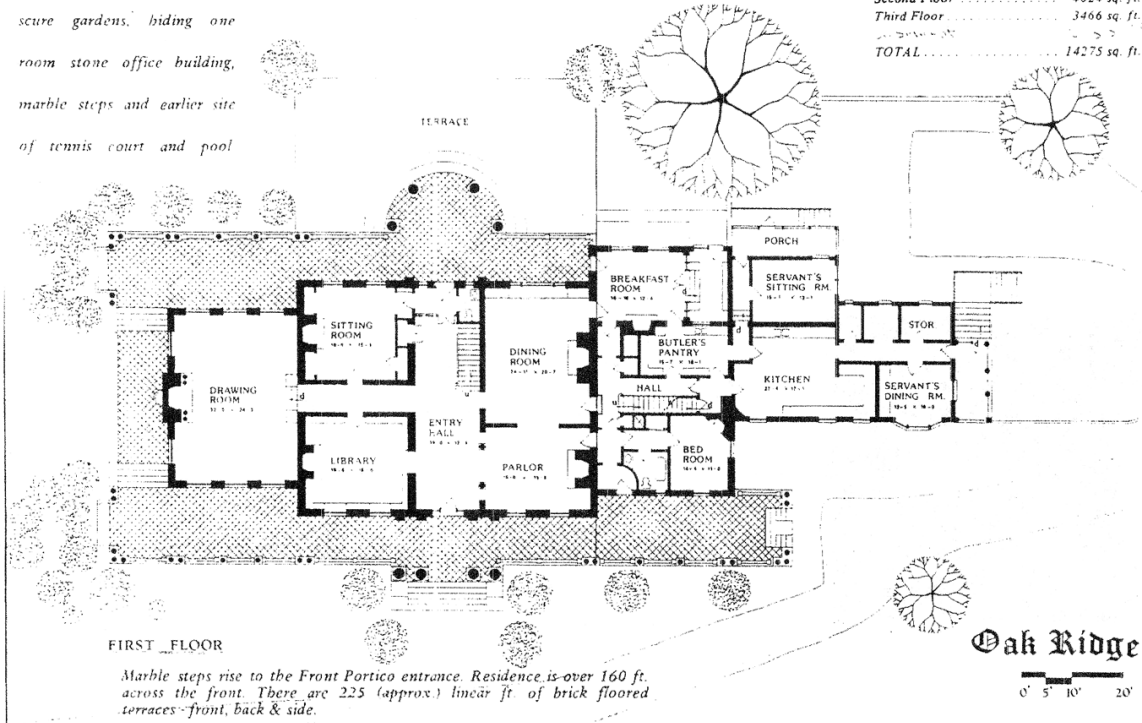 scure gardens, hiding one
room stone office building,
marble steps and earlier site
of tennis court and pool
Second Floor . . . . . . . . . . . . . sq. ft.
Third Floor . . . . . . . . . . . . 3466 sq. ft.
TOTAL . . . . . . . . . . . . . . . . . 14275 sq. ft.
TERRACE
PORCH
SERVANT'S
SITTING RM.
BREAKFAST
ROOM
STOR
SITTING
ROOM
BUTLER'S
PANTRY
DINING
ROOM
d
KITCHEN
HALL
SERVANT'S
DINING RM.
DRAWING
ROOM
d
u
u
d
ENTRY
HALL
LIBRARY
BED
ROOM
PARLOR
FIRST FLOOR
Marble steps rise to the Front Portico entrance. Residence is over 160 ft.
across the front. There are 225 (approx.) linear ft. of brick floored
terraces-front, back & side.
Oak Ridge
0' 5' 10' 20'